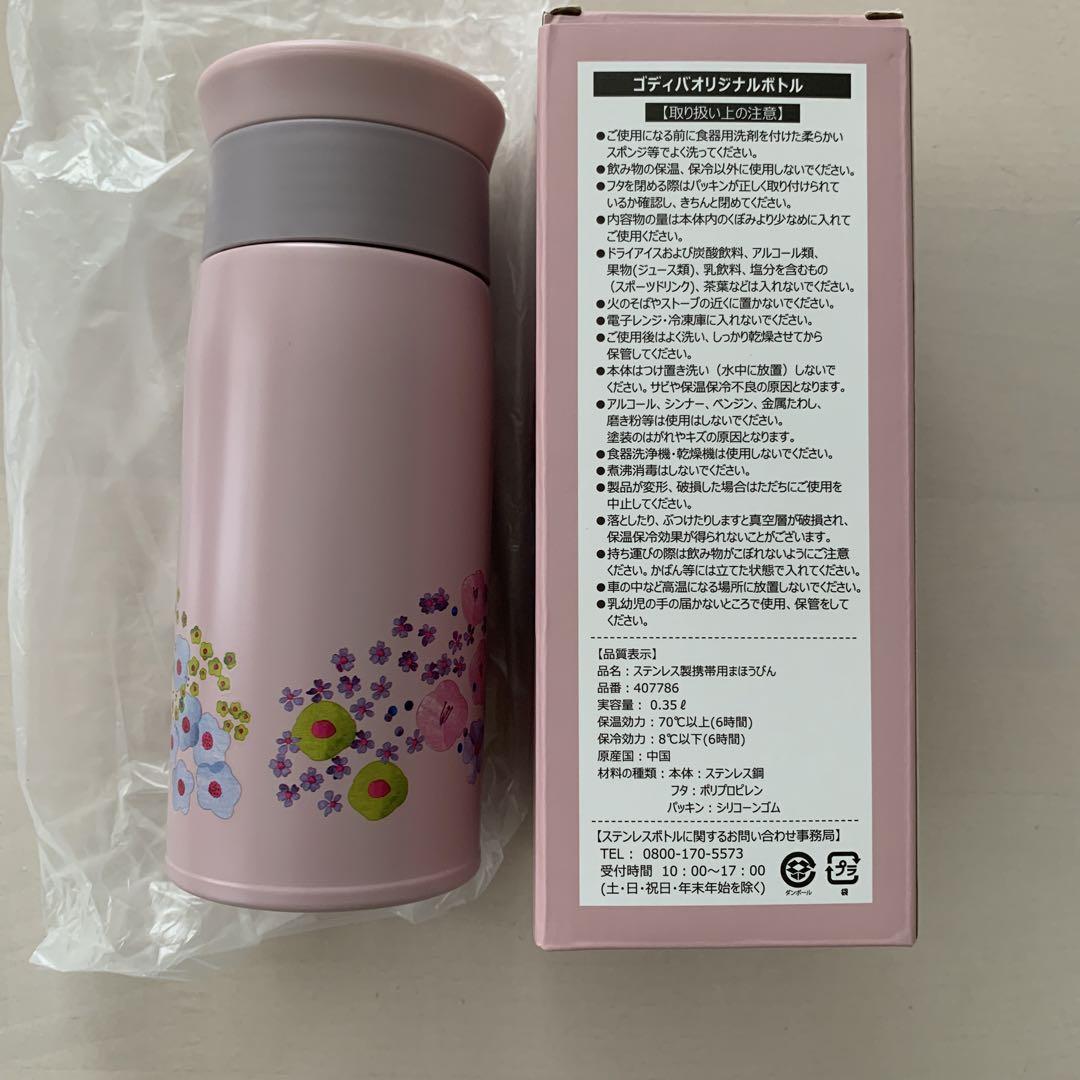 ゴディバオリジナルボトル
【取り扱い上の注意】
●ご使用になる前に食器用洗剤を付けた柔らかい
スポンジ等でよく洗ってください。
●飲み物の保温、保冷以外に使用しないでください。
●フタを閉める際はパッキンが正しく取り付けられて
いるか確認し、きちんと閉めてください。
●内容物の量は本体内のくぼみより少なめに入れて
ご使用ください。
●ドライアイスおよび炭酸飲料、アルコール類、
果物(ジュース類)、乳飲料、塩分を含むもの
(スポーツドリンク)、茶葉などは入れないでください。
●火のそばやストーブの近くに置かないでください。
●電子レンジ・冷凍庫に入れないでください。
●ご使用後はよく洗い、しっかり乾燥させてから
保管してください。
●本体はつけ置き洗い(水中に放置)しないで
ください。サビや保温保冷不良の原因となります。
●アルコール、シンナー、ベンジン、金属たわし、
磨き粉等は使用はしないでください。
塗装のはがれやキズの原因となります。
●食器洗浄機・乾燥機は使用しないでください。
●煮沸消毒はしないでください。
●製品が変形、破損した場合はただちにご使用を
中止してください。
●落としたり、ぶつけたりしますと真空層が破損され、
保温保冷効果が得られないことがございます。
●持ち運びの際は飲み物がこぼれないようにご注意
ください。かばん等には立てた状態で入れてください。
●車の中など高温になる場所に放置しないでください。
●乳幼児の手の届かないところで使用、保管をして
ください。
【品質表示】
品名：ステンレス製携帯用まほうびん
品番：407786
実容量： 0.35ℓ
保温効力：70℃以上(6時間)
保冷効力：8℃以下(6時間)
原産国：中国
材料の種類：本体：ステンレス鋼
フタ：ポリプロピレン
パッキン：シリコーンゴム
【ステンレスボトルに関するお問い合わせ事務局】
TEL： 0800-170-5573
受付時間 10：00～17：00
(土・日・祝日・年末年始を除く)
ダンボール
プラ
袋